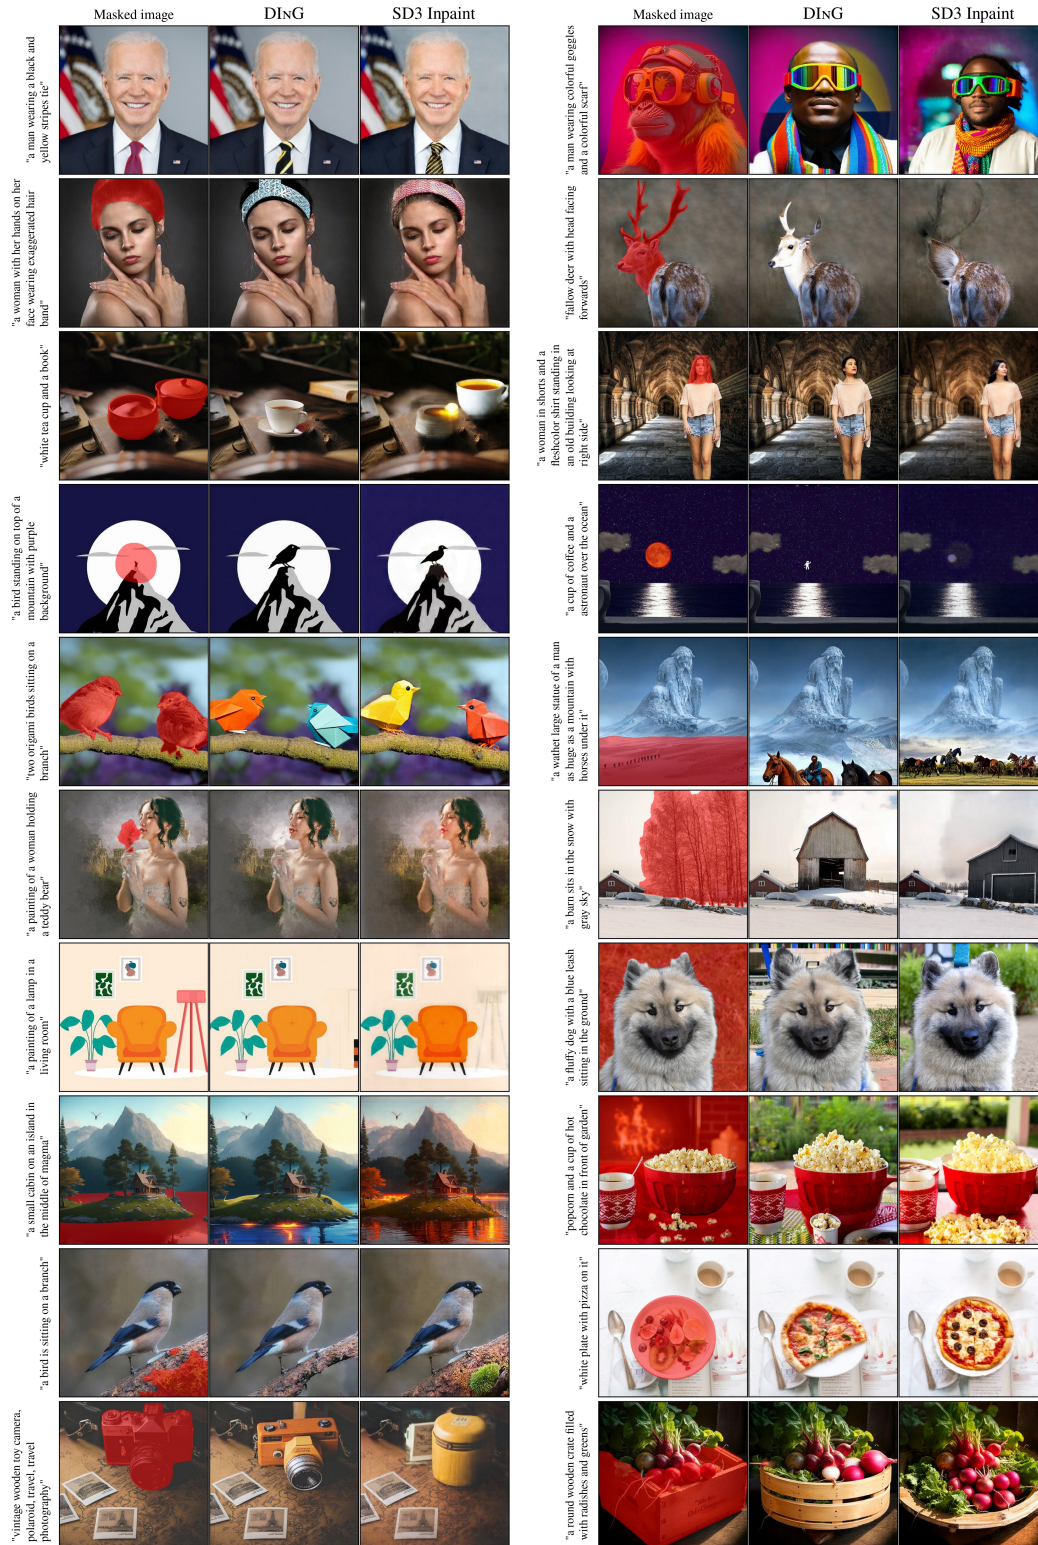 Masked image
DING
SD3 Inpaint
"a man wearing a black and
yellow stripes tie"
"a woman with her hands on her
face wearing exaggerated hair
band"
"white tea cup and a book"
"a bird standing on top of a
mountain with purple
background"
"two origami birds sitting on a
branch"
"a painting of a woman holding
a teddy bear"
"a painting of a lamp in a
living room"
"a small cabin on an island in
the middle of magma"
"a bird is sitting on a branch"
"vintage wooden toy camera,
polaroid, travel, travel
photography"
Masked image
DING
SD3 Inpaint
"a man wearing colorful goggles
and a colorful scarf"
"fallow deer with head facing
forwards"
"a woman in shorts and a
fleshcolor shirt standing in
an old building looking at
right side"
"a cup of coffee and a
astronaut over the ocean"
"a wathet large statue of a man
as huge as a mountain with
horses under it"
"a barn sits in the snow with
gray sky"
"a fluffy dog with a blue leash
sitting in the ground"
"popcorn and a cup of hot
chocolate in front of garden"
"white plate with pizza on it"
"a round wooden crate filled
with radishes and greens"